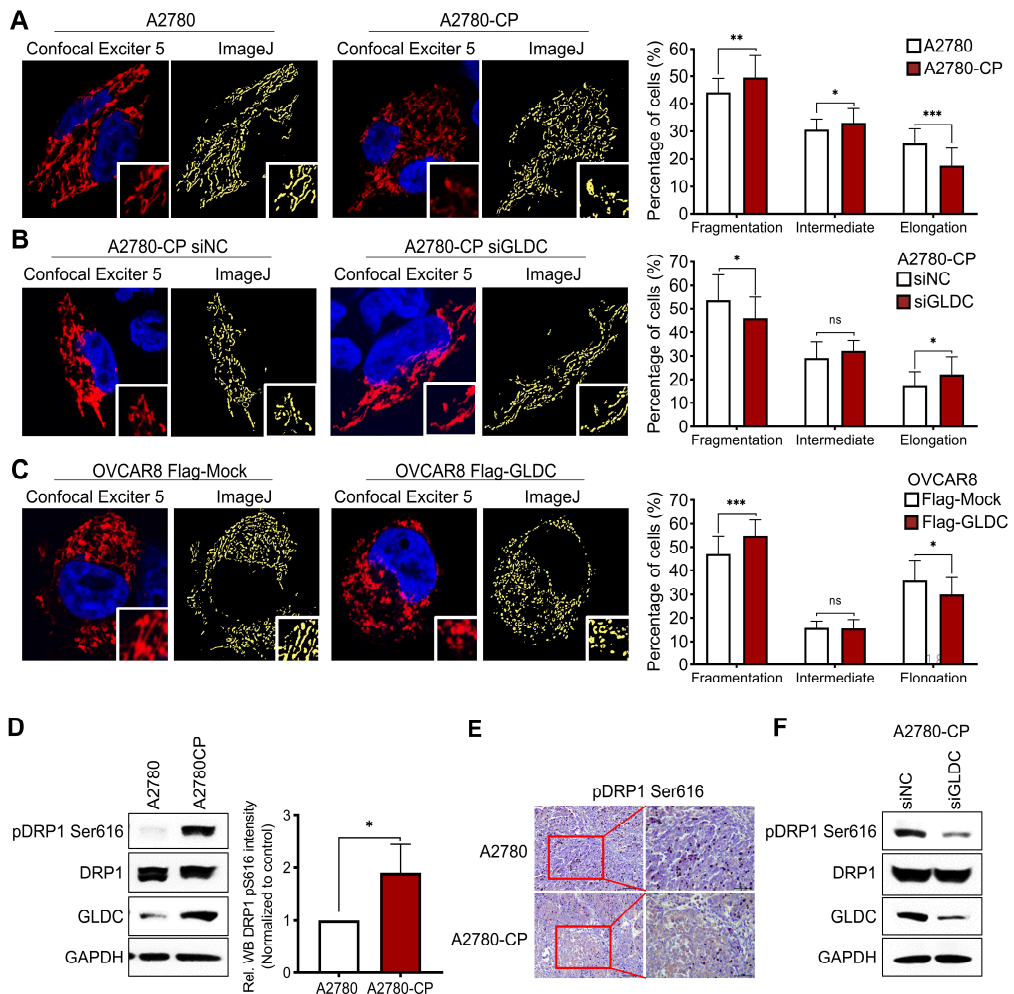 A
A2780
A2780-CP
Confocal Exciter 5
ImageJ
Confocal Exciter 5
ImageJ
Percentage of cells (%)
60
50
40
30
20
10
0
**
*
***
A2780
A2780-CP
Fragmentation
Intermediate
Elongation
B
A2780-CP siNC
A2780-CP siGLDC
Confocal Exciter 5
ImageJ
Confocal Exciter 5
ImageJ
Percentage of cells (%)
70
60
50
40
30
20
10
0
*
ns
*
A2780-CP
siNC
siGLDC
Fragmentation
Intermediate
Elongation
C
OVCAR8 Flag-Mock
OVCAR8 Flag-GLDC
Confocal Exciter 5
ImageJ
Confocal Exciter 5
ImageJ
Percentage of cells (%)
70
60
50
40
30
20
10
0
***
ns
*
OVCAR8
Flag-Mock
Flag-GLDC
Fragmentation
Intermediate
Elongation
D
A2780
A2780CP
pDRP1 Ser616
DRP1
GLDC
GAPDH
Rel. WB DRP1 pS616 intensity
(Normalized to control)
3
2
1
0
*
A2780
A2780-CP
E
pDRP1 Ser616
A2780
A2780-CP
F
A2780-CP
siNC
siGLDC
pDRP1 Ser616
DRP1
GLDC
GAPDH